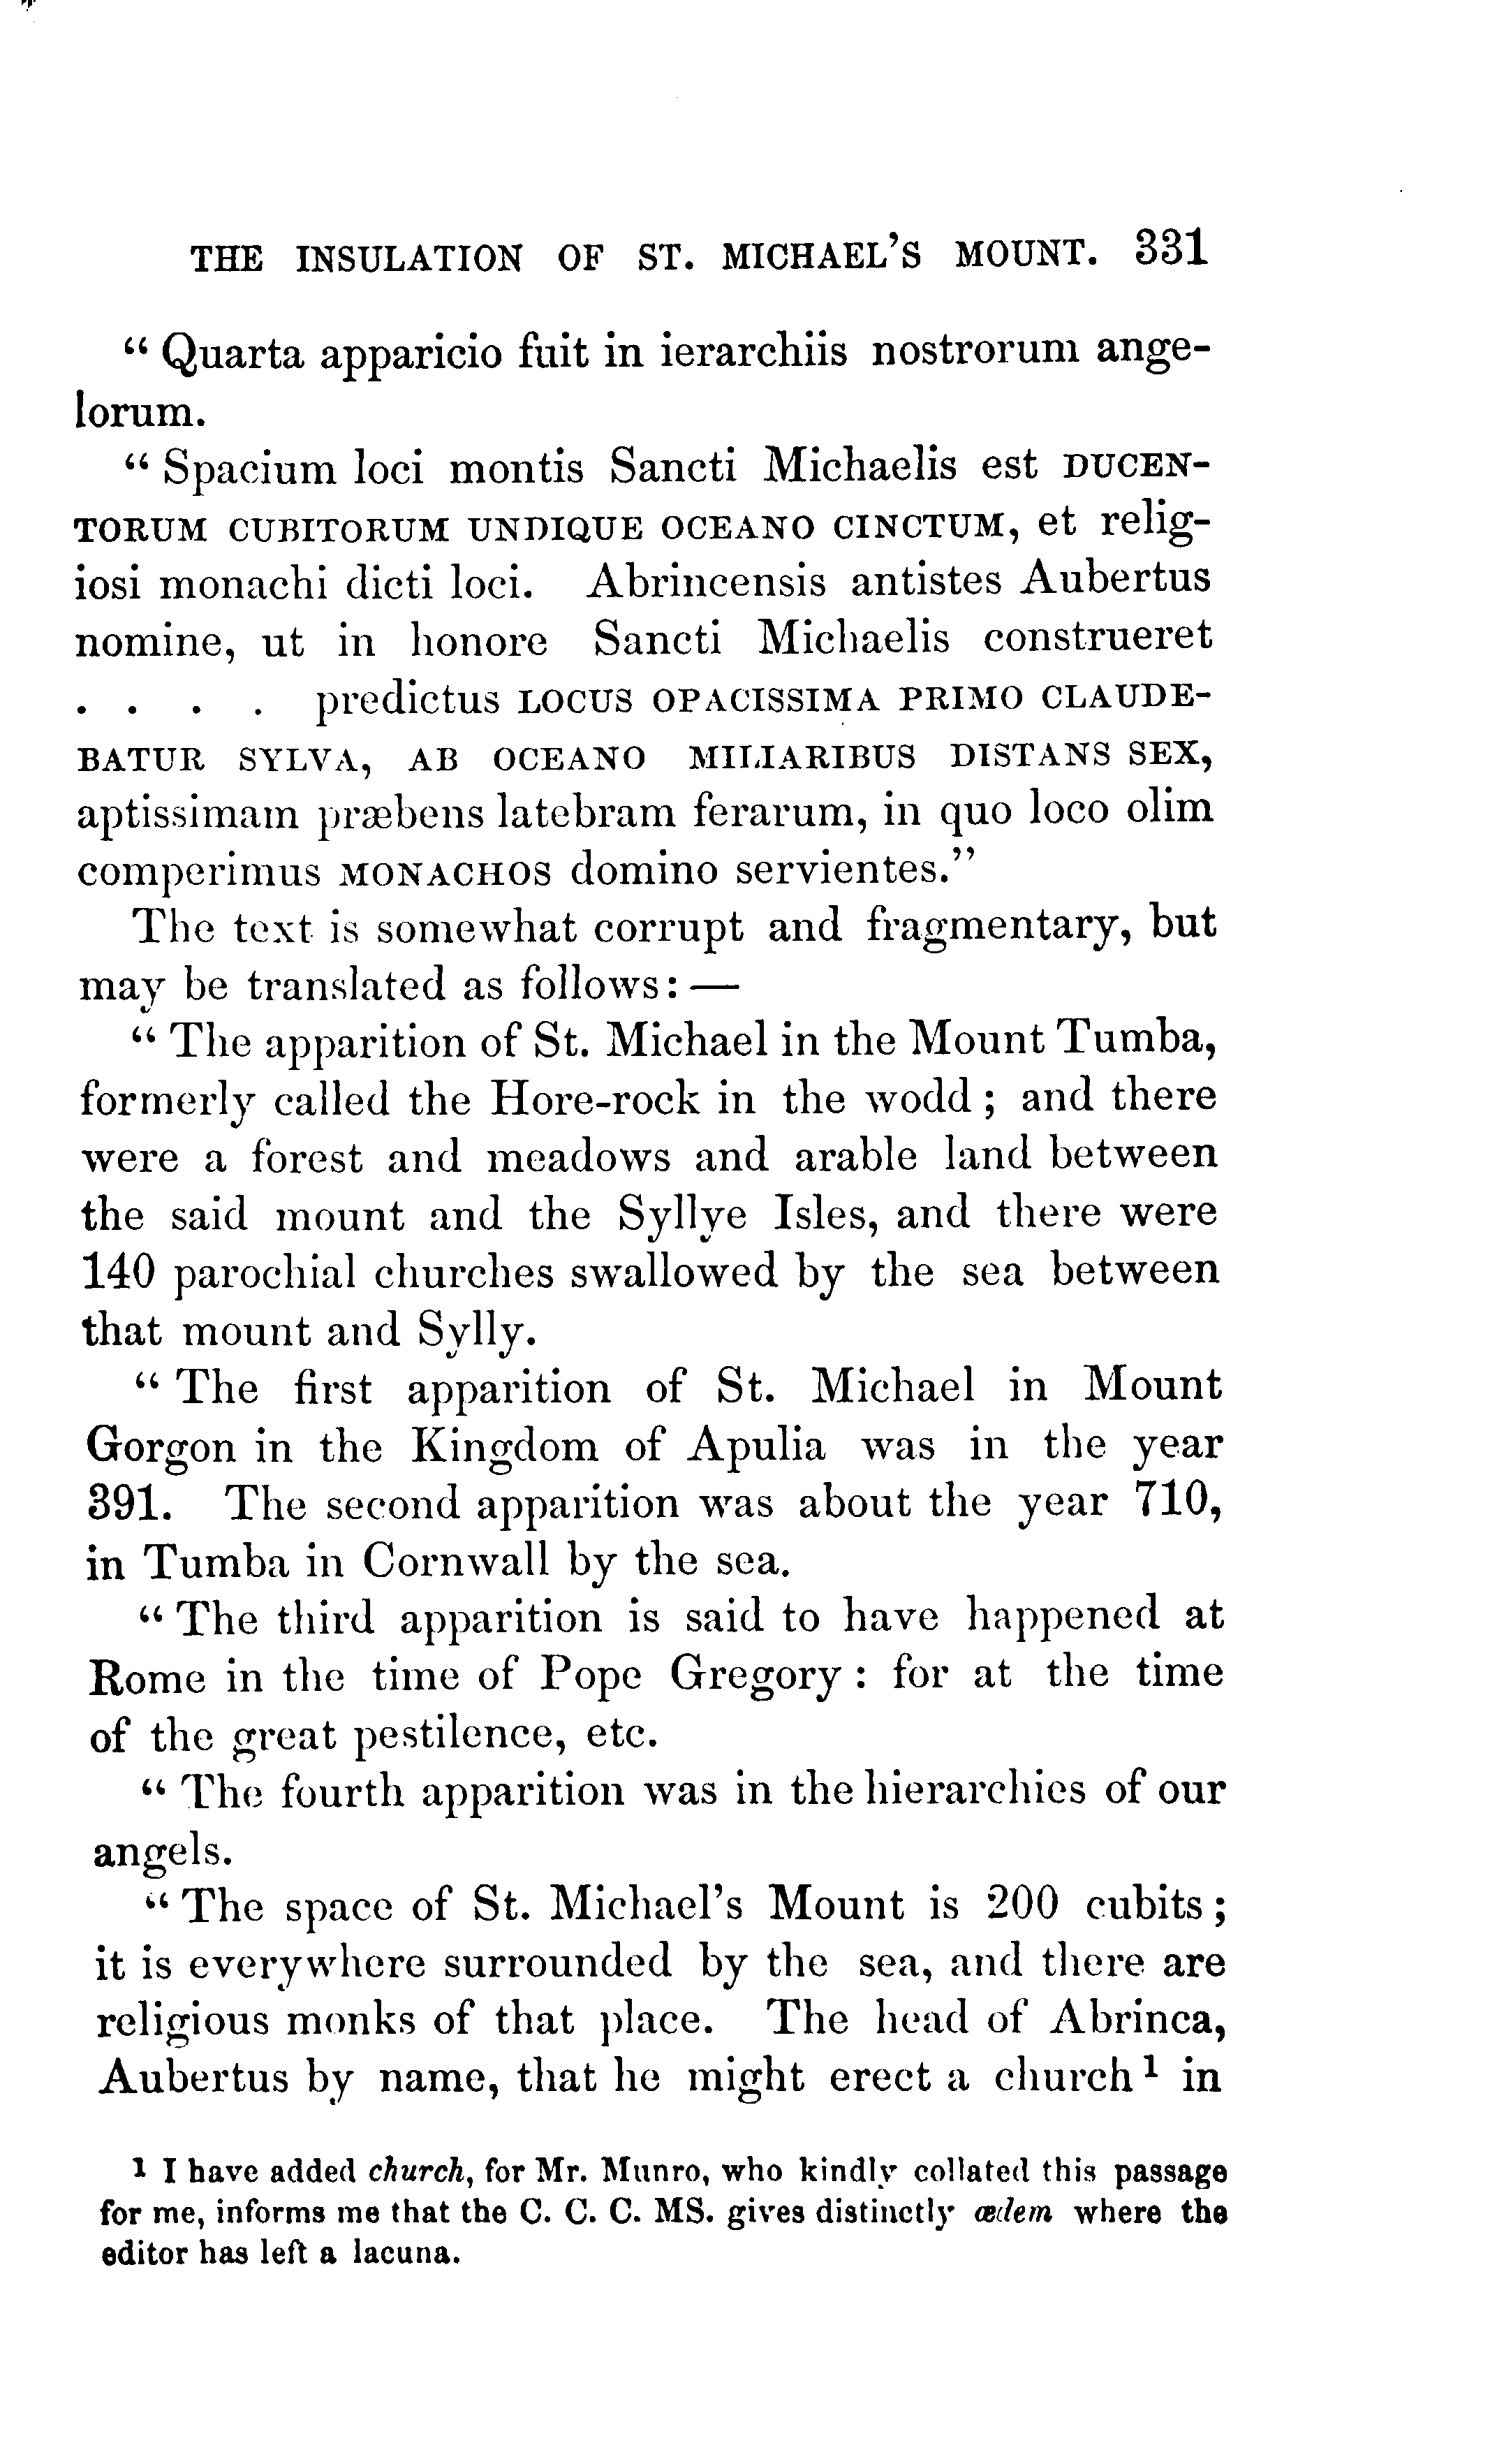 THE INSULATION OF ST. MICHAEL'S MOUNT. 331
“ Quarta apparicio fuit in ierarchiis nostrorum ange-
lorum.
“ Spacium loci montis Sancti Michaelis est DUCEN-
TORUM CUBITORUM UNDIQUE OCEANO CINCTUM, et relig-
iosi monachi dicti loci. Abrincensis antistes Aubertus
nomine, ut in honore Sancti Michaelis construeret
. . . . predictus LOCUS OPACISSIMA PRIMO CLAUDE-
BATUR SYLVA, AB OCEANO MILIARIBUS DISTANS SEX,
aptissimam præbens latebram ferarum, in quo loco olim
comperimus MONACHOS domino servientes.”
The text is somewhat corrupt and fragmentary, but
may be translated as follows: —
“ The apparition of St. Michael in the Mount Tumba,
formerly called the Hore-rock in the wodd ; and there
were a forest and meadows and arable land between
the said mount and the Syllye Isles, and there were
140 parochial churches swallowed by the sea between
that mount and Sylly.
“ The first apparition of St. Michael in Mount
Gorgon in the Kingdom of Apulia was in the year
391. The second apparition was about the year 710,
in Tumba in Cornwall by the sea.
“ The third apparition is said to have happened at
Rome in the time of Pope Gregory : for at the time
of the great pestilence, etc.
“ The fourth apparition was in the hierarchies of our
angels.
“ The space of St. Michael's Mount is 200 cubits ;
it is everywhere surrounded by the sea, and there are
religious monks of that place. The head of Abrinca,
Aubertus by name, that he might erect a church 1 in
1 I have added church, for Mr. Munro, who kindly collated this passage
for me, informs me that the C. C. C. MS. gives distinctly ædem where the
editor has left a lacuna.